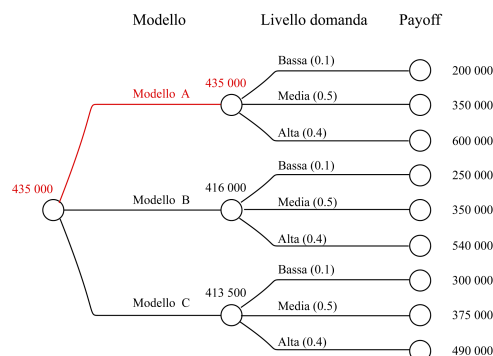 Modello Livello domanda Payoff
Bassa (0.1) 200 000
435 000
Modello A Media (0.5) 350 000
Alta (0.4) 600 000
Bassa (0.1) 250 000
435 000 416 000
Modello B Media (0.5) 350 000
Alta (0.4) 540 000
Bassa (0.1) 300 000
413 500
Modello C Media (0.5) 375 000
Alta (0.4) 490 000